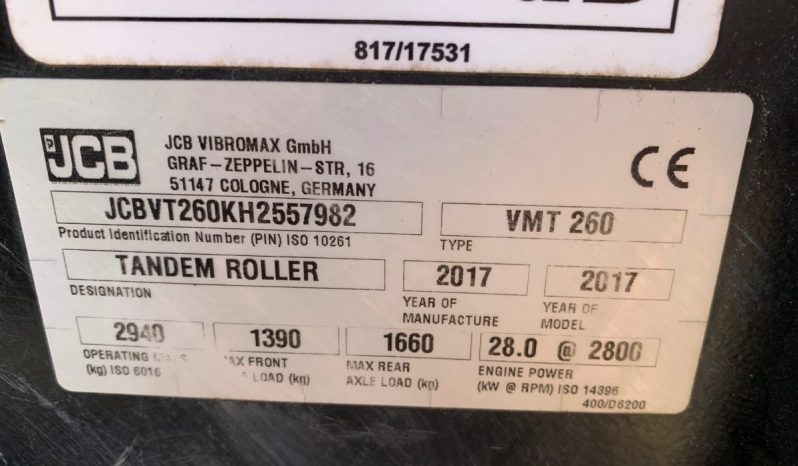 817/17531
JCB
JCB VIBROMAX GmbH
GRAF-ZEPPELIN-STR, 16
51147 COLOGNE, GERMANY
CE
JCBVT260KH2557982
VMT 260
Product Identification Number (PIN) ISO 10261
TYPE
TANDEM ROLLER
2017
2017
DESIGNATION
YEAR OF
MANUFACTURE
YEAR OF
MODEL
2940
1390
1660
28.0 @ 2800
OPERATING
(kg) ISO 6016
FRONT
LOAD (kg)
MAX REAR
AXLE LOAD (kg)
ENGINE POWER
(kW @ RPM) ISO 14396
400/D6200